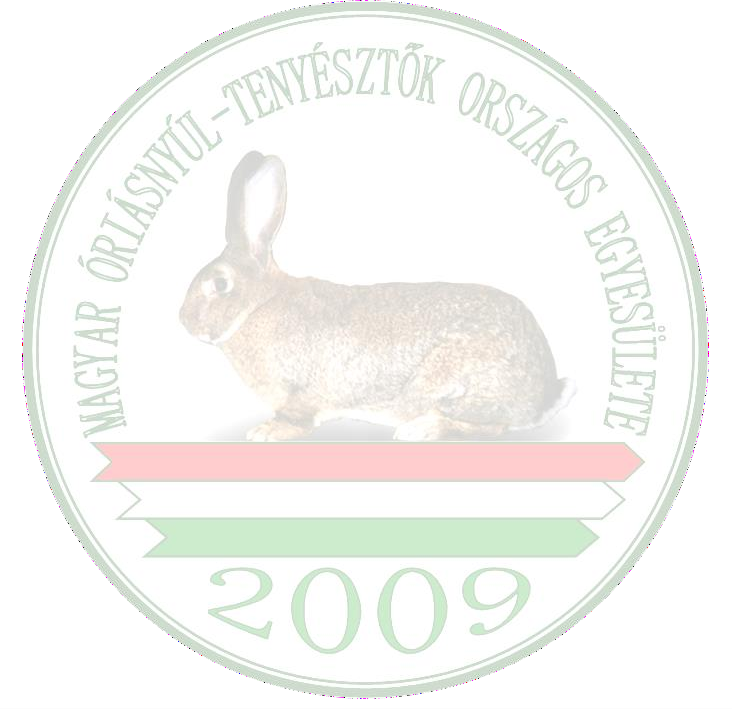 MAGYAR ÓRIÁSNYÚL-TENYÉSZTŐK ORSZÁGOS EGYESÜLETE
2009